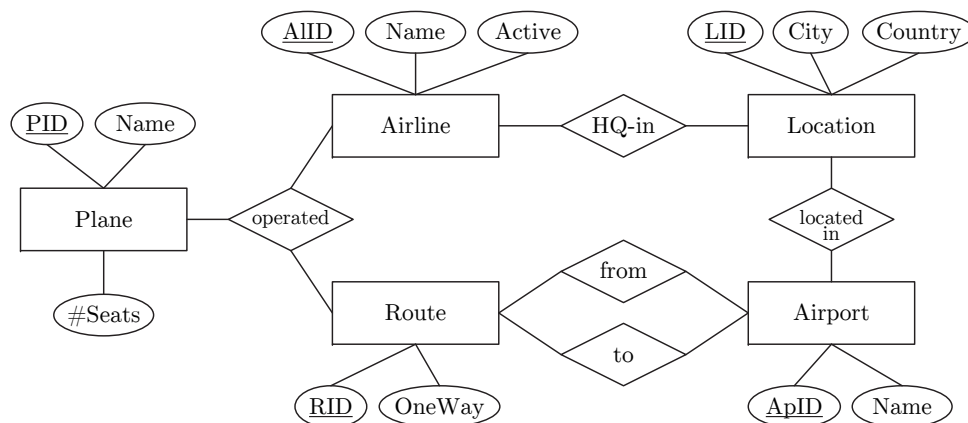 AlID Name Active
LID City Country
Airline HQ-in Location
PID Name
Plane
operated
located
in
#Seats
from
Route
Airport
to
RID OneWay
ApID Name